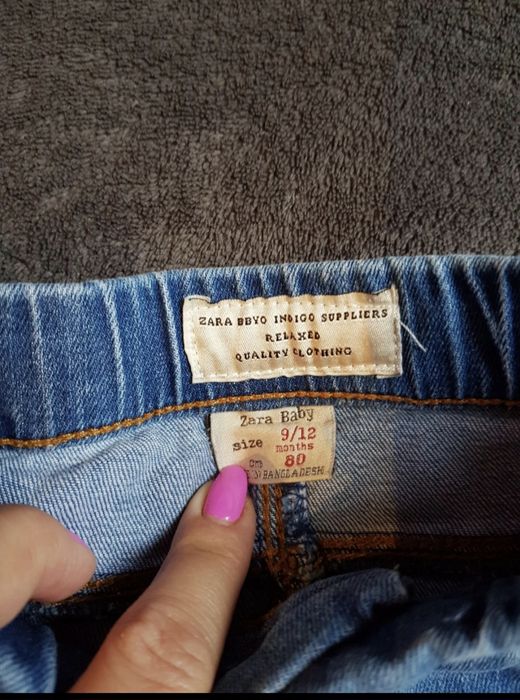 ZARA BBYO INDIGO SUPPLIERS
RELAXED
QUALITY CLOTHING
Zara Baby
size 9/12
months
cm 80
BANGLADESH